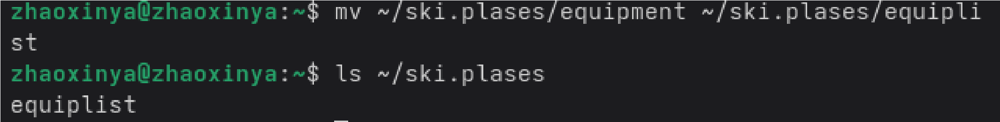 zhaoxinya@zhaoxinya:~$ mv ~/ski.plases/equipment ~/ski.plases/equipli
st
zhaoxinya@zhaoxinya:~$ ls ~/ski.plases
equiplist